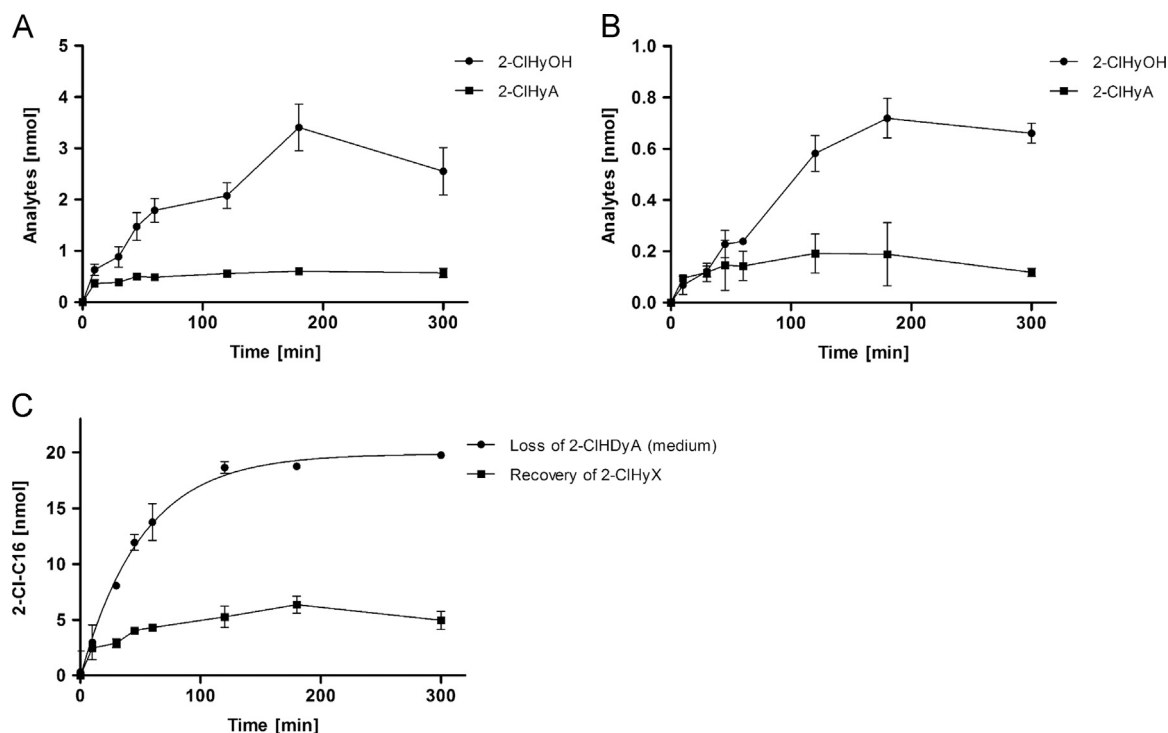 A
5
4
3
2
1
0
0
100
200
300
Analytes [nmol]
Time [min]
2-ClHyOH
2-ClHyA
B
1.0
0.8
0.6
0.4
0.2
0.0
0
100
200
300
Analytes [nmol]
Time [min]
2-ClHyOH
2-ClHyA
C
20
15
10
5
0
0
100
200
300
2-Cl-C16 [nmol]
Time [min]
Loss of 2-ClHDyA (medium)
Recovery of 2-ClHyX